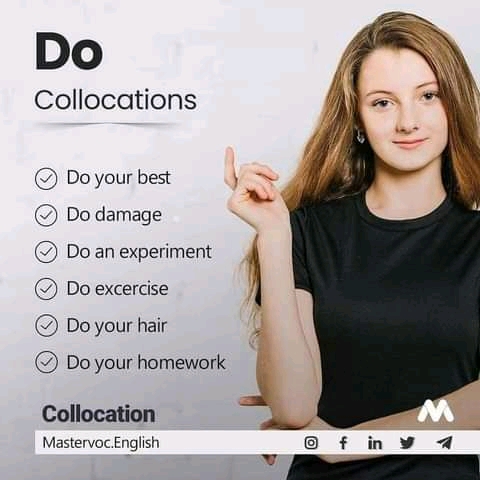 Do
Collocations
Do your best
Do damage
Do an experiment
Do excercise
Do your hair
Do your homework
Collocation
Mastervoc.English